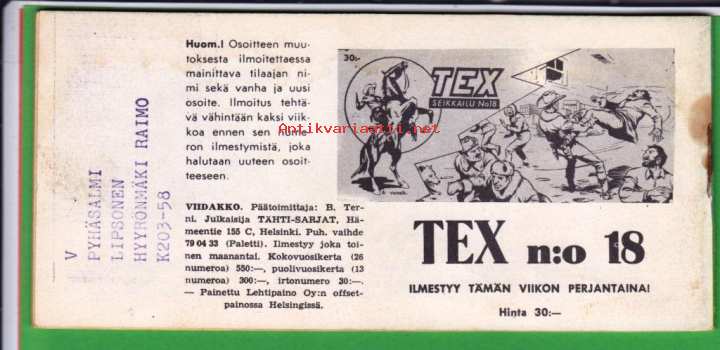 Huom.! Osoitteen muu-
toksesta ilmoitettaessa
mainittava tilaajan ni-
mi sekä vanha ja uusi
osoite. Ilmoitus tehtä-
vä vähintään kaksi viik-
koa ennen sen nume-
ron ilmestymistä, joka
halutaan uuteen osoit-
teeseen.
VIIDAKKO. Päätoimittaja: B. Ter-
ni. Julkaisija TÄHTI-SARJAT, Hä-
meentie 155 C, Helsinki. Puh. vaihde
79 04 33 (Paletti). Ilmestyy joka toi-
nen maanantai. Kokovuosikerta (26
numeroa) 550:—, puolivuosikerta (13
numeroa) 300:—, irtonumero 30:—.
— Painettu Lehtipaino Oy:n offset-
painossa Helsingissä.
V
PYHÄSALMI
LIPSONEN
HYYRÖNMÄKI RAIMO
K203-58
30:-
TEX
SEIKKAILU No18
Antikvariaatti.net
TEX n:o 18
ILMESTYY TÄMÄN VIIKON PERJANTAINA!
Hinta 30:—